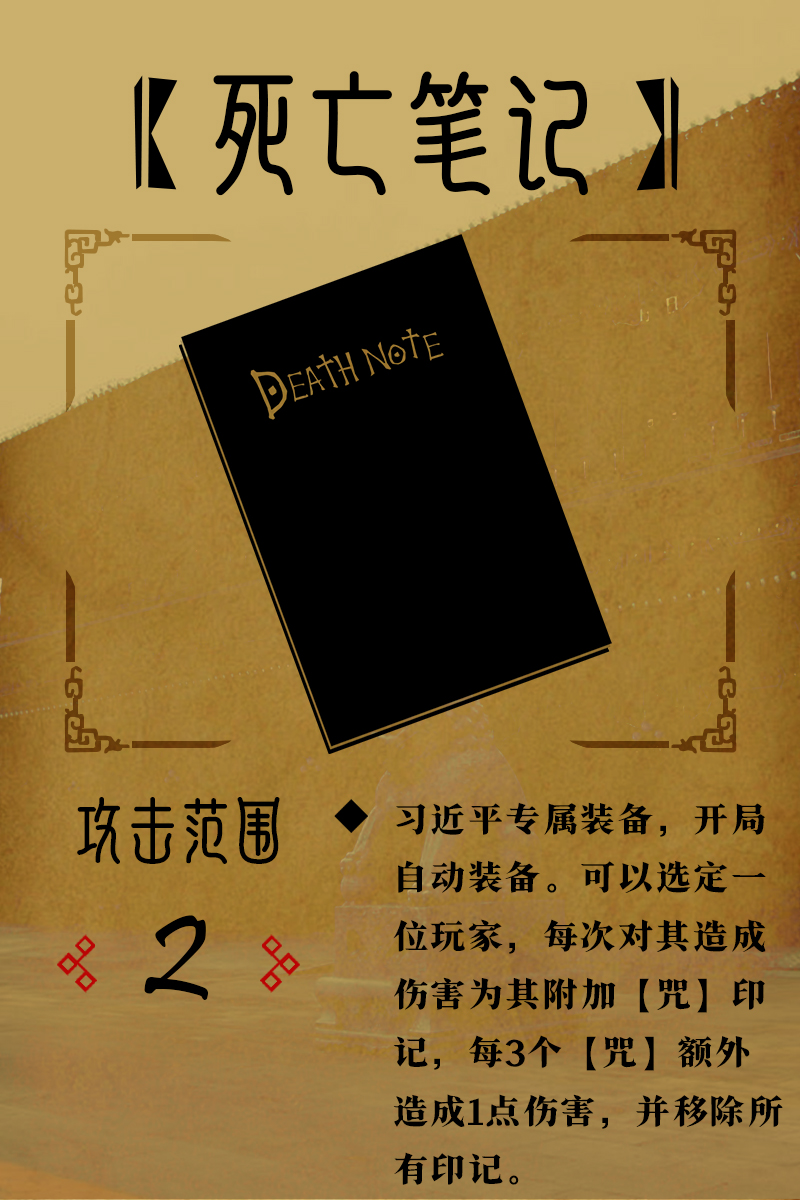 【死亡笔记】
DEATH NOTE
攻击范围
2
◆ 习近平专属装备，开局
自动装备。可以选定一
位玩家，每次对其造成
伤害为其附加【咒】印
记，每3个【咒】额外
造成1点伤害，并移除所
有印记。